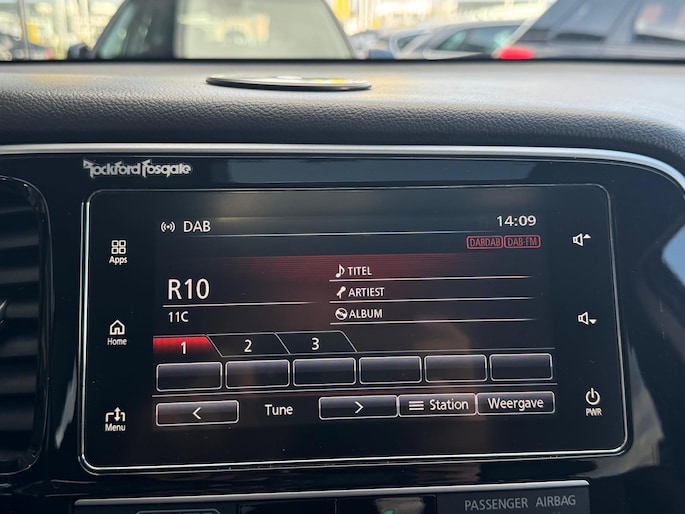 Rockford Fosgate
DAB
14:09
DABDAB DAB-FM
Apps
R10
TITEL
ARTIEST
11C
ALBUM
Home
1 2 3
Menu
< Tune > Station Weergave
PWR
PASSENGER AIRBAG